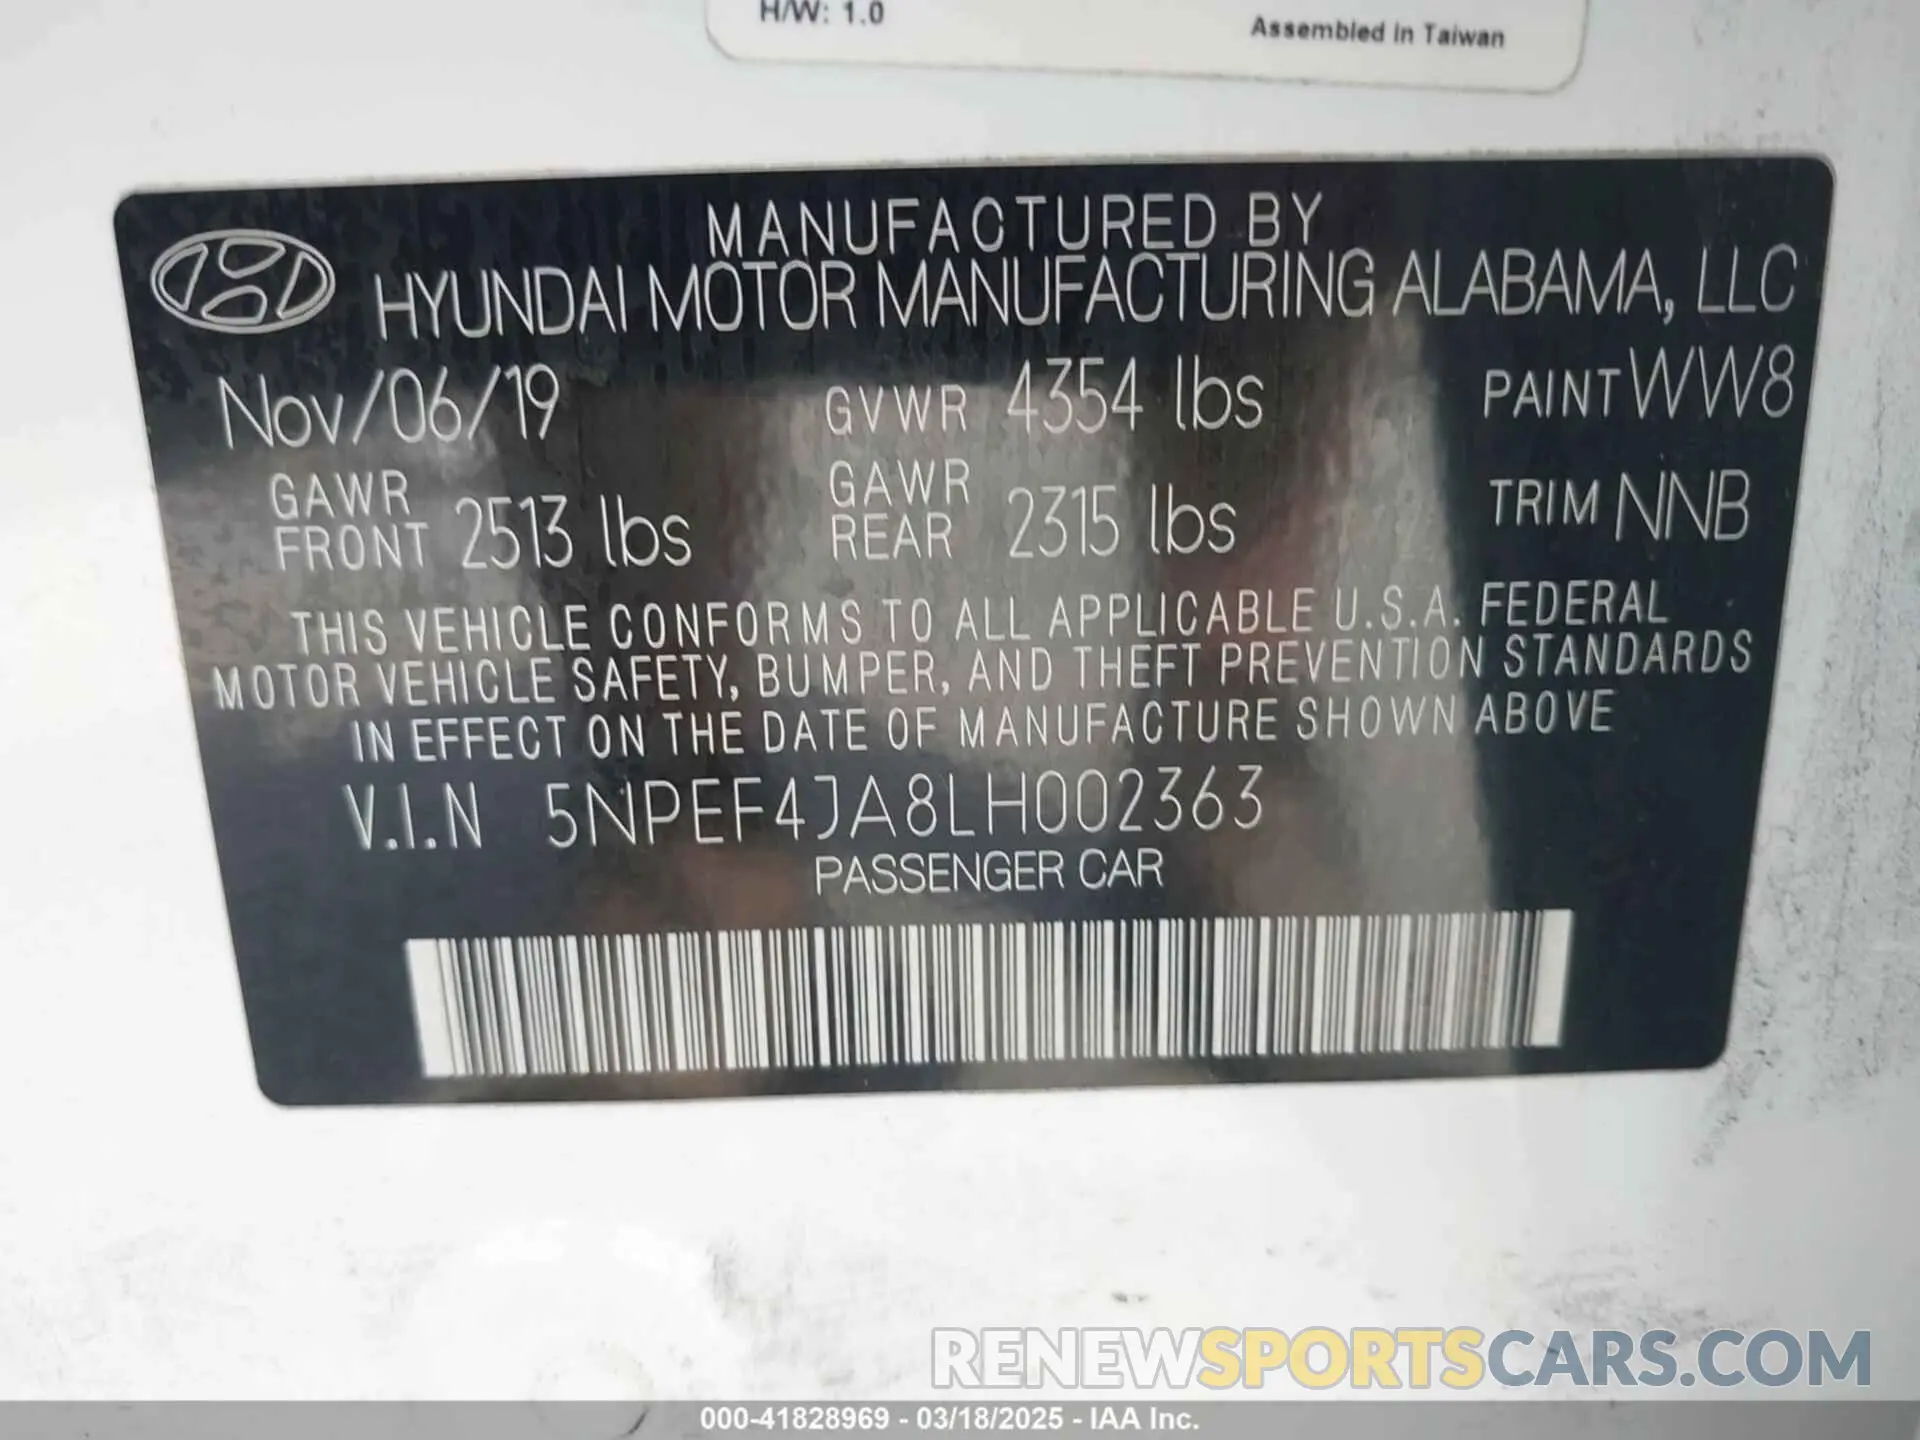 H/W: 1.0
Assembled in Taiwan
MANUFACTURED BY
HYUNDAI MOTOR MANUFACTURING ALABAMA, LLC
Nov/06/19 GVWR 4354 lbs PAINT WW8
GAWR FRONT 2513 lbs GAWR REAR 2315 lbs TRIM NNB
THIS VEHICLE CONFORMS TO ALL APPLICABLE U.S.A. FEDERAL
MOTOR VEHICLE SAFETY, BUMPER, AND THEFT PREVENTION STANDARDS
IN EFFECT ON THE DATE OF MANUFACTURE SHOWN ABOVE
V.I.N 5NPEF4JA8LH002363
PASSENGER CAR
RENEWSPORTSCARS.COM
000-41828969 - 03/18/2025 - IAA Inc.